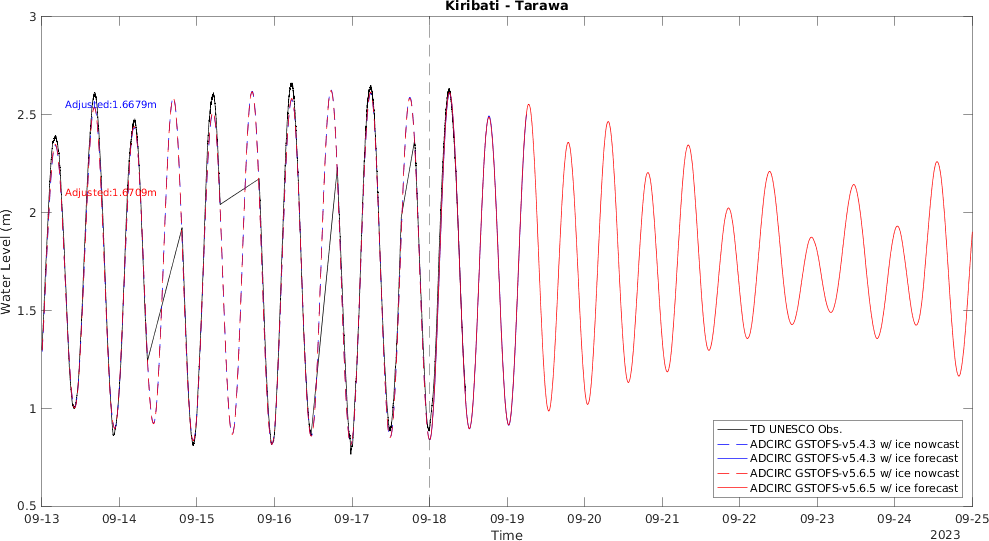 Kiribati - Tarawa
3
2.5
2
1.5
1
0.5
Water Level (m)
Adjusted:1.6679m
Adjusted:1.6709m
TD UNESCO Obs.
ADCIRC GSTOFS-v5.4.3 w/ ice nowcast
ADCIRC GSTOFS-v5.4.3 w/ ice forecast
ADCIRC GSTOFS-v5.6.5 w/ ice nowcast
ADCIRC GSTOFS-v5.6.5 w/ ice forecast
09-13 09-14 09-15 09-16 09-17 09-18 09-19 09-20 09-21 09-22 09-23 09-24 09-25
Time
2023